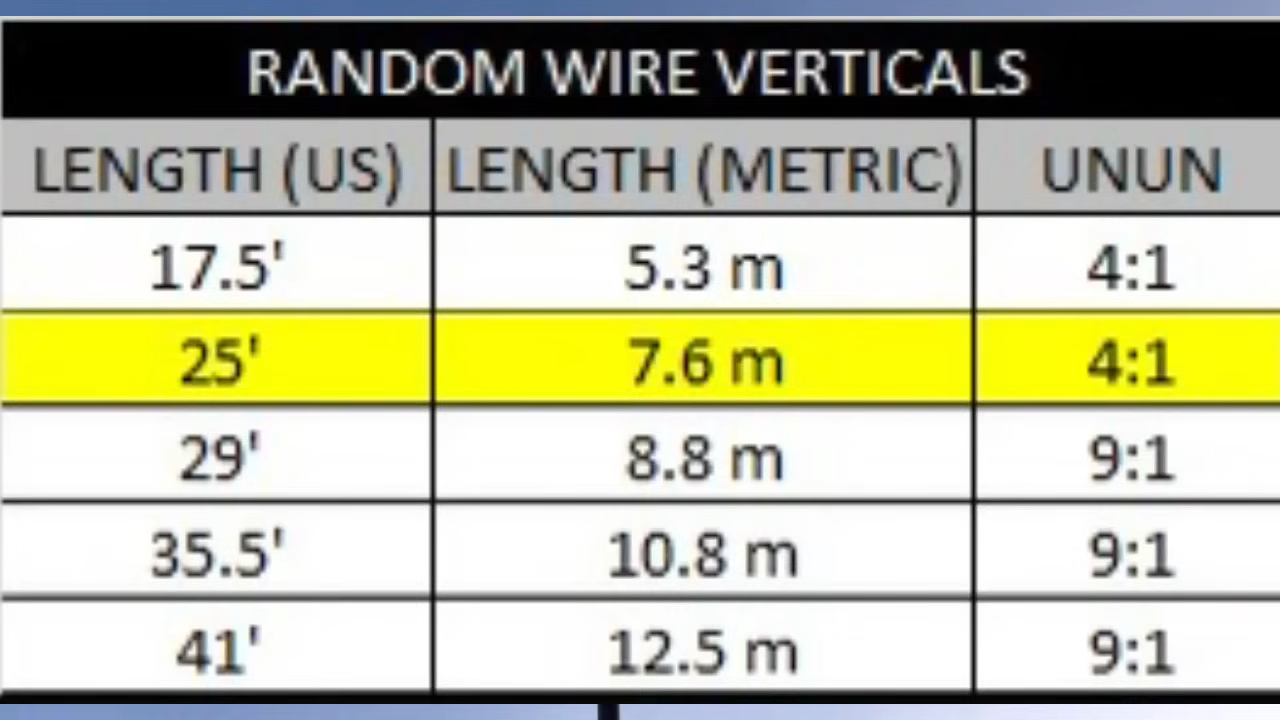 RANDOM WIRE VERTICALS
LENGTH (US) LENGTH (METRIC) UNUN
17.5' 5.3 m 4:1
25' 7.6 m 4:1
29' 8.8 m 9:1
35.5' 10.8 m 9:1
41' 12.5 m 9:1